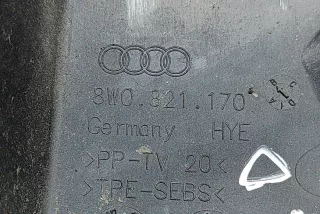 8W0.821.170
Germany HYE
>PP-TV 20<
>TPE-SEBS<